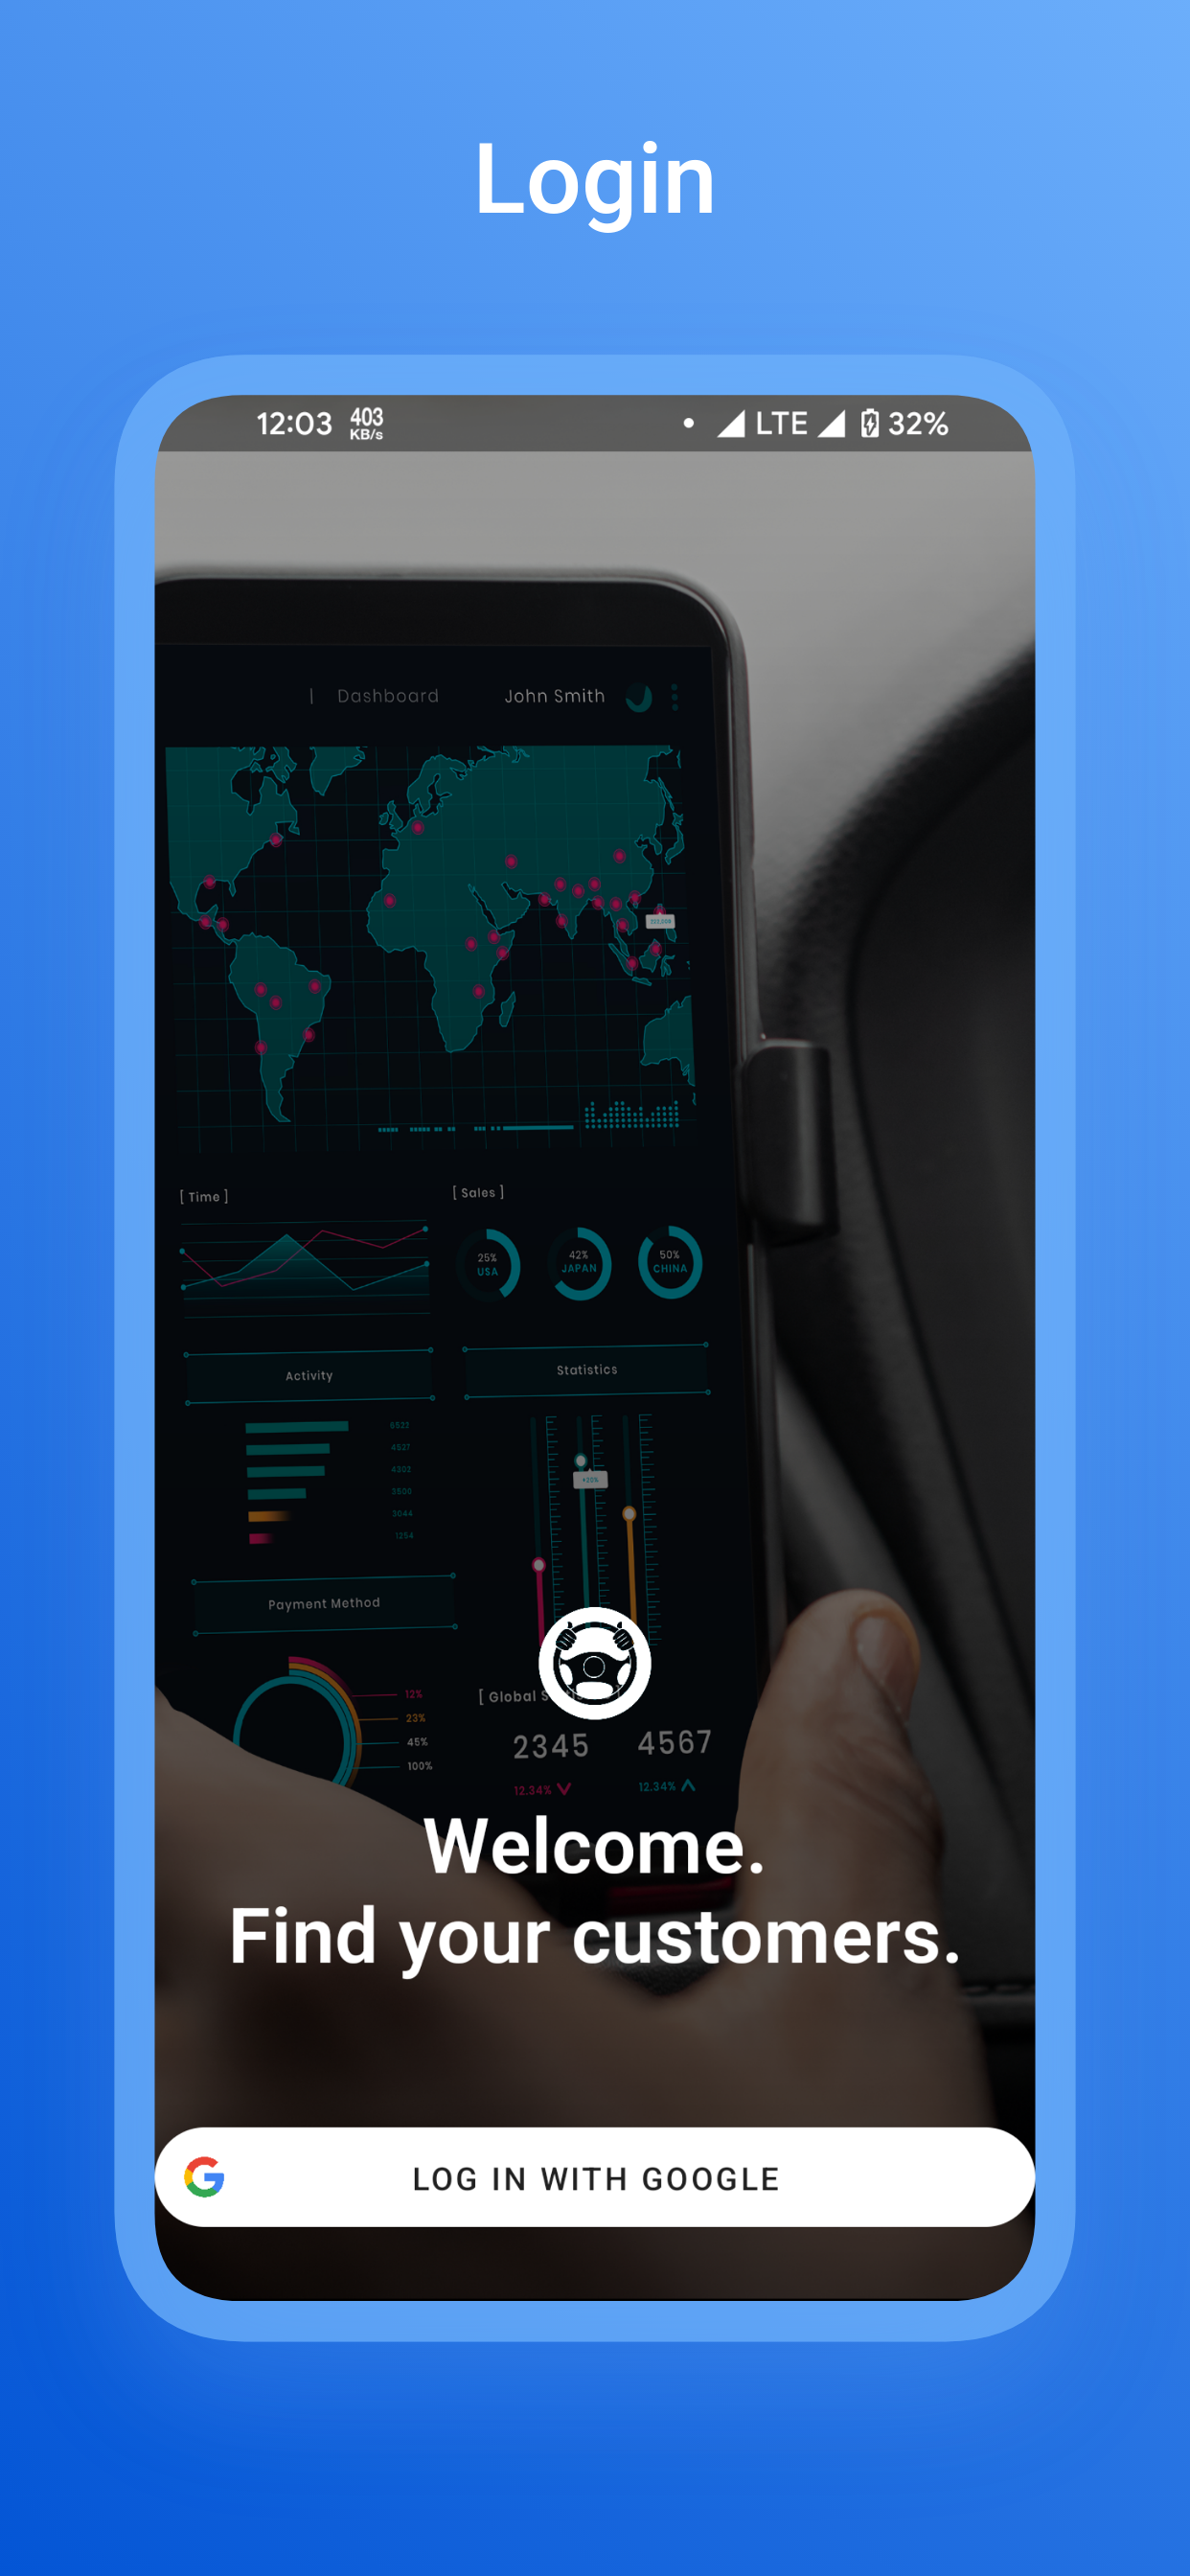 Login
12:03 403 KB/s LTE 32%
| Dashboard John Smith
[ Time ]
[ Sales ]
25% USA
42% JAPAN
50% CHINA
Activity
Statistics
6522
4527
4302
3500
3044
1254
+20%
Payment Method
12%
23%
45%
100%
[ Global
2345 4567
12.34% 12.34%
Welcome.
Find your customers.
LOG IN WITH GOOGLE